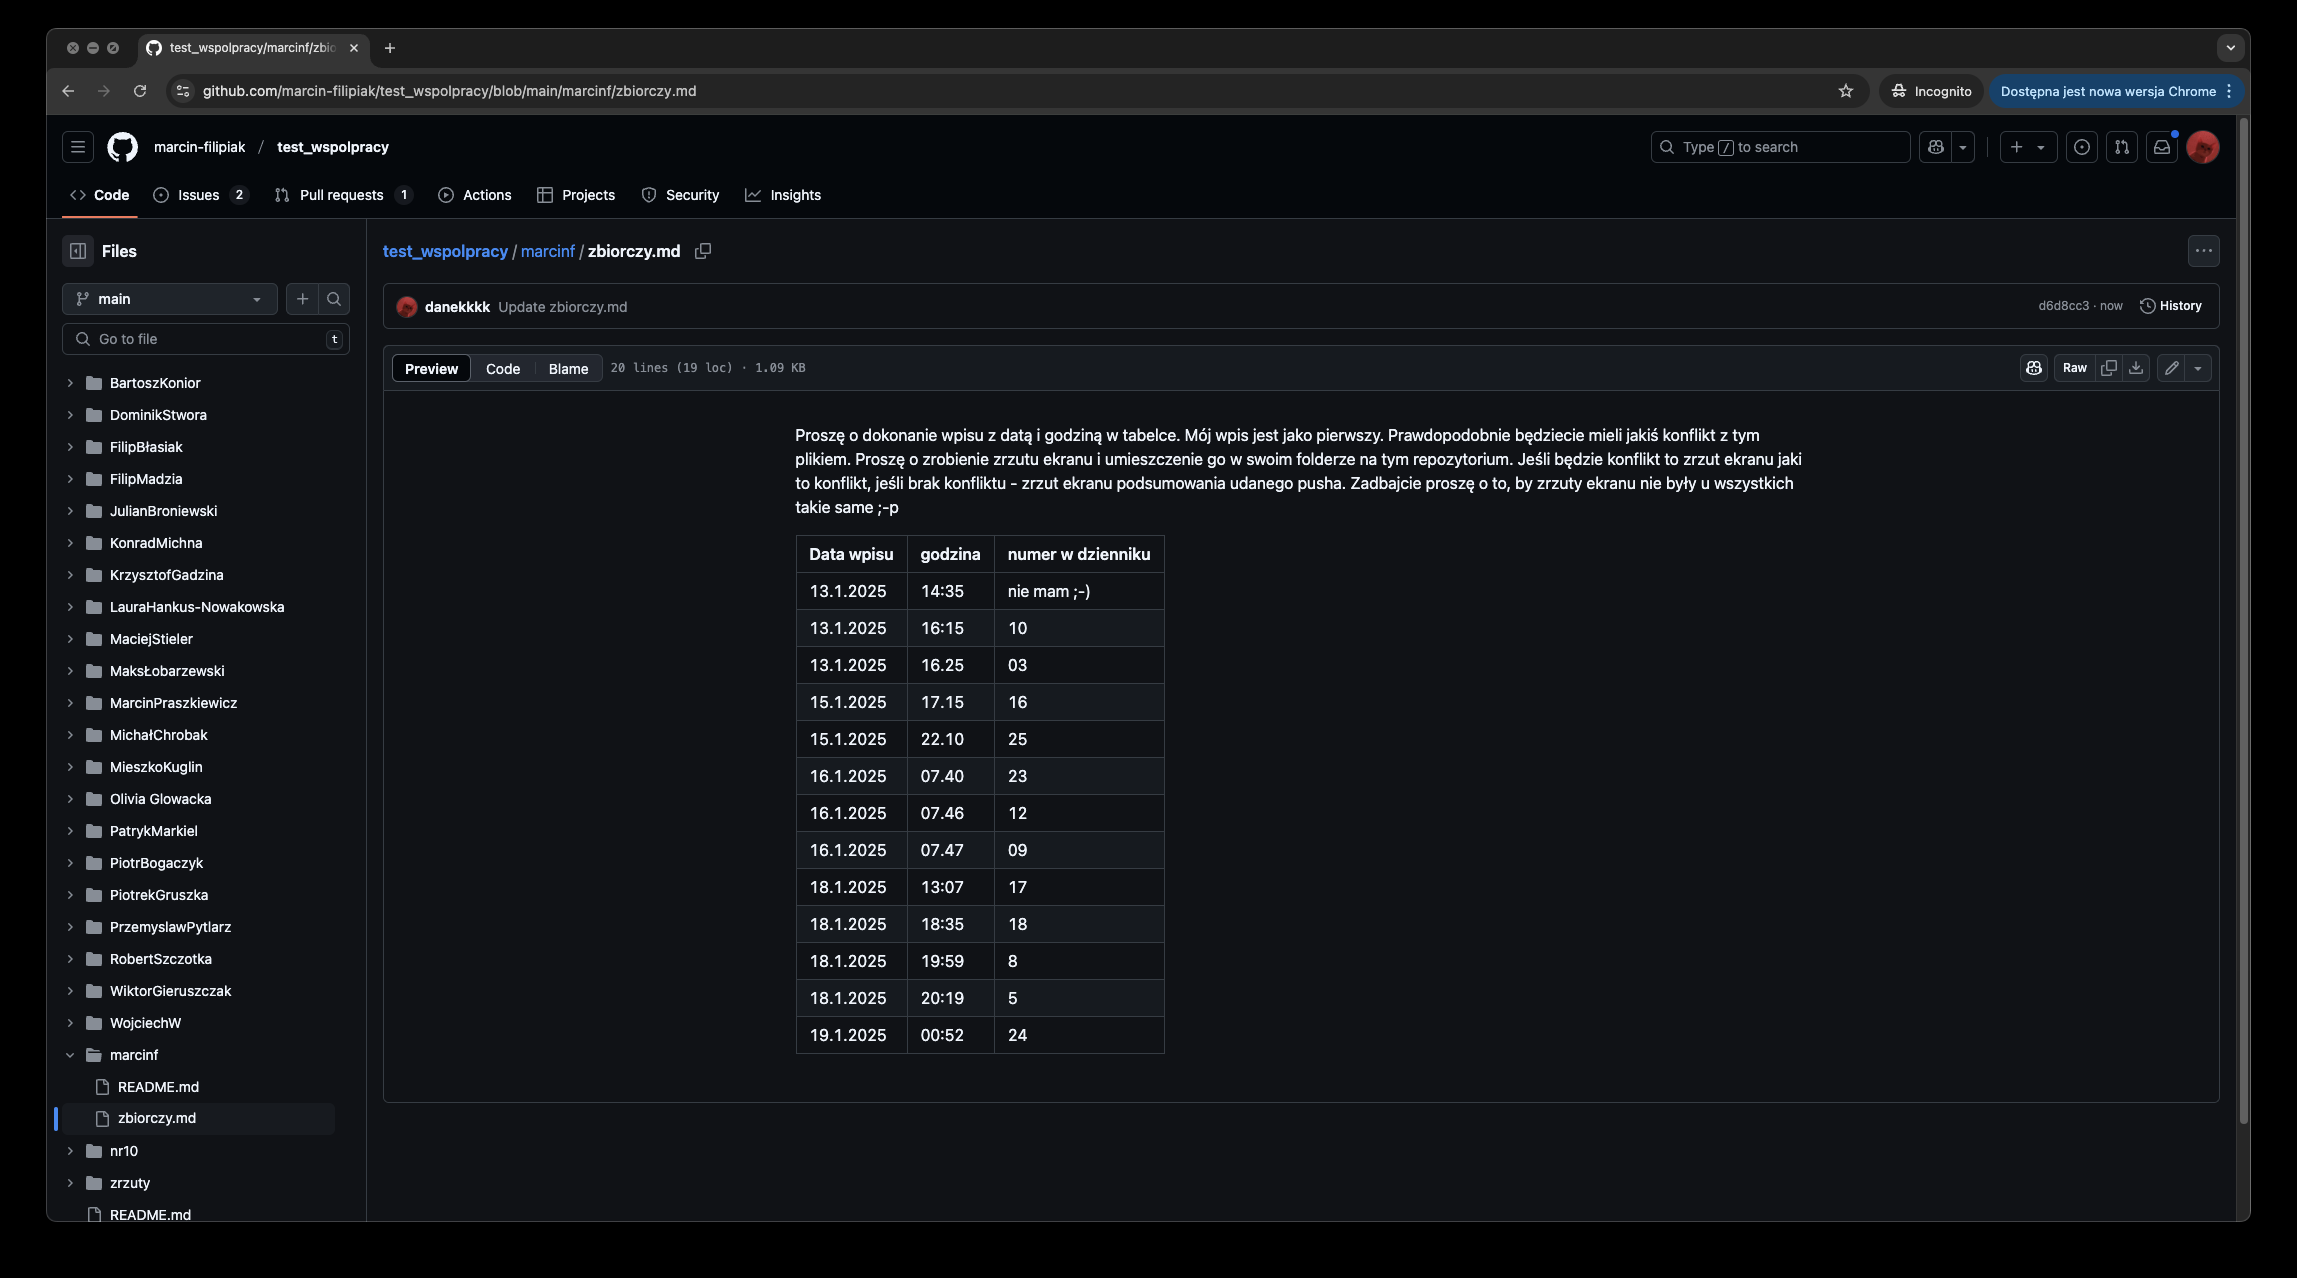 test_wspolpracy/marcinf/zbio
github.com/marcin-filipiak/test_wspolpracy/blob/main/marcinf/zbiorczy.md
Incognito
Dostępna jest nowa wersja Chrome
marcin-filipiak / test_wspolpracy
Type / to search
Code
Issues 2
Pull requests 1
Actions
Projects
Security
Insights
Files
main
Go to file t
BartoszKonior
DominikStwora
FilipBłasiak
FilipMadzia
JulianBroniewski
KonradMichna
KrzysztofGadzina
LauraHankus-Nowakowska
MaciejStieler
MaksŁobarzewski
MarcinPraszkiewicz
MichałChrobak
MieszkoKuglin
Olivia Glowacka
PatrykMarkiel
PiotrBogaczyk
PiotrekGruszka
PrzemyslawPytlarz
RobertSzczotka
WiktorGieruszczak
WojciechW
marcinf
README.md
zbiorczy.md
nr10
zrzuty
README.md
test_wspolpracy / marcinf / zbiorczy.md
danekkkk Update zbiorczy.md
d6d8cc3 · now
History
Preview
Code
Blame
20 lines (19 loc) · 1.09 KB
Raw
Proszę o dokonanie wpisu z datą i godziną w tabelce. Mój wpis jest jako pierwszy. Prawdopodobnie będziecie mieli jakiś konflikt z tym
plikiem. Proszę o zrobienie zrzutu ekranu i umieszczenie go w swoim folderze na tym repozytorium. Jeśli będzie konflikt to zrzut ekranu jaki
to konflikt, jeśli brak konfliktu - zrzut ekranu podsumowania udanego pusha. Zadbajcie proszę o to, by zrzuty ekranu nie były u wszystkich
takie same ;-p
Data wpisu godzina numer w dzienniku
13.1.2025 14:35 nie mam ;-)
13.1.2025 16:15 10
13.1.2025 16.25 03
15.1.2025 17.15 16
15.1.2025 22.10 25
16.1.2025 07.40 23
16.1.2025 07.46 12
16.1.2025 07.47 09
18.1.2025 13:07 17
18.1.2025 18:35 18
18.1.2025 19:59 8
18.1.2025 20:19 5
19.1.2025 00:52 24